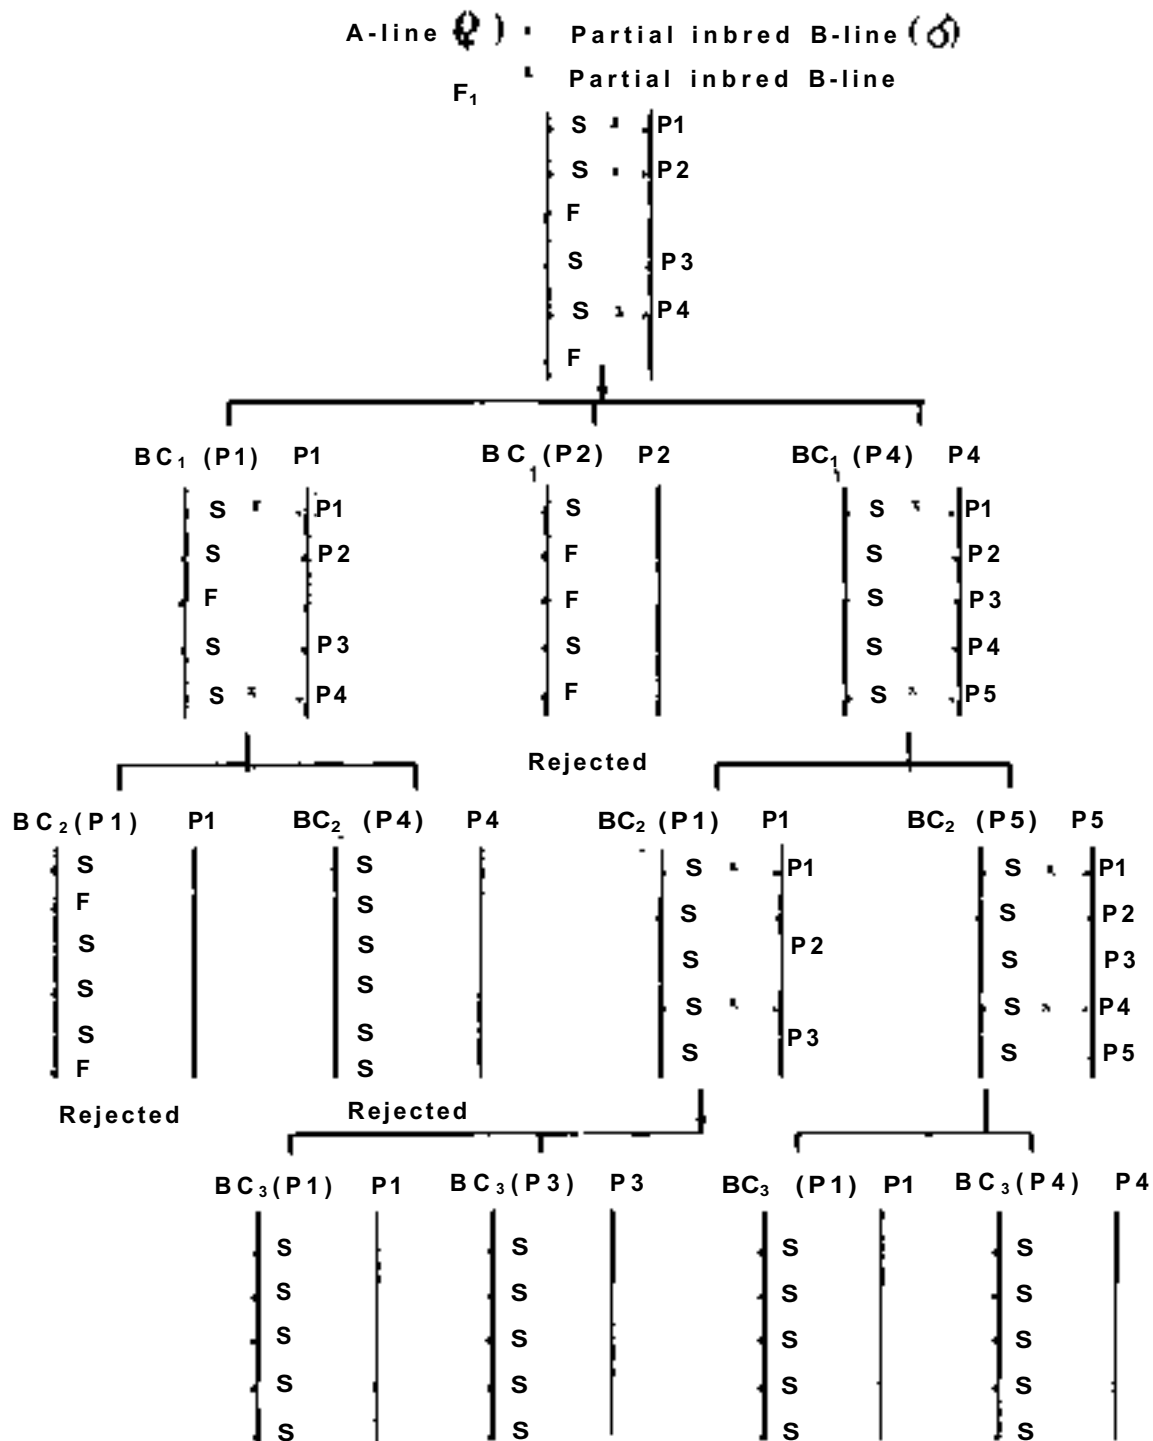 A-line (♀) Partial inbred B-line (♂)
F₁ Partial inbred B-line
S P1
S P2
F
S P3
S P4
F
BC₁ (P1) P1 BC₁ (P2) P2 BC₁ (P4) P4
S P1 S S P1
S P2 F S P2
F F S P3
S P3 S S P4
S P4 F S P5
Rejected
BC₂ (P1) P1 BC₂ (P4) P4 BC₂ (P1) P1 BC₂ (P5) P5
S S S P1 S P1
F S S S P2
S S S P2 S P3
S S S S P4
S S S P3 S P5
F S
Rejected Rejected
BC₃ (P1) P1 BC₃ (P3) P3 BC₃ (P1) P1 BC₃ (P4) P4
S S S S
S S S S
S S S S
S S S S
S S S S